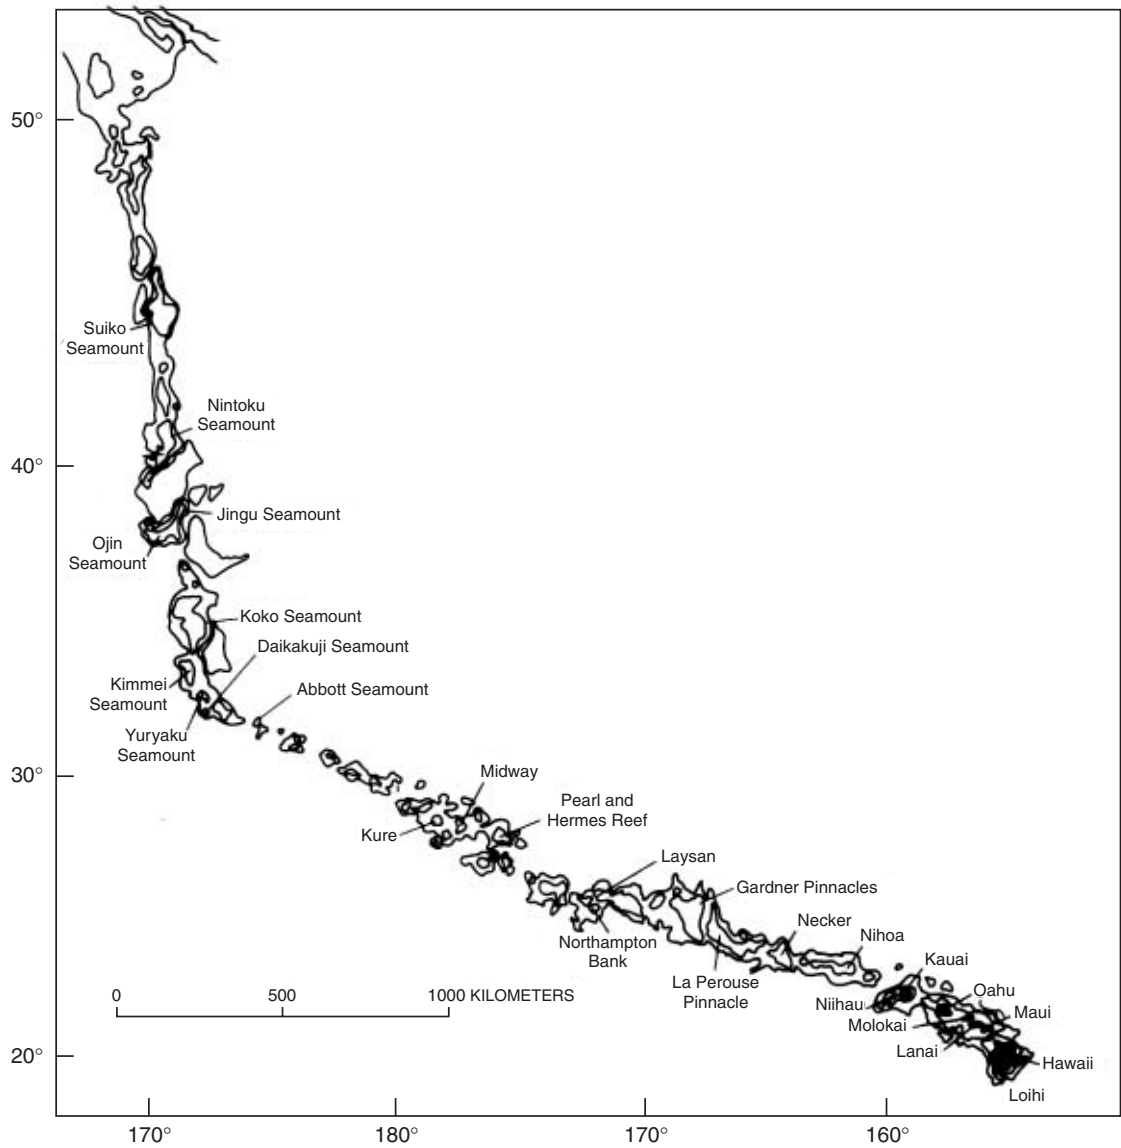 50°
Suiko
Seamount
Nintoku
Seamount
40°
Jingu Seamount
Ojin
Seamount
Koko Seamount
Daikakuji Seamount
Kimmei
Seamount
Abbott Seamount
Yuryaku
Seamount
30°
Midway
Pearl and
Hermes Reef
Kure
Laysan
Gardner Pinnacles
Necker
Nihoa
Northampton
Bank
Kauai
La Perouse
Pinnacle
0
500
1000 KILOMETERS
Oahu
Niihau
Maui
Molokai
Lanai
20°
Hawaii
Loihi
170°
180°
170°
160°